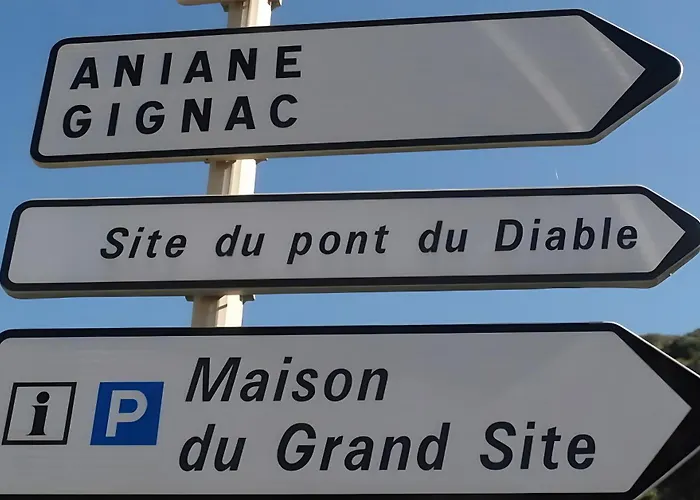 ANIANE
GIGNAC
Site du pont du Diable
i P Maison
du Grand Site